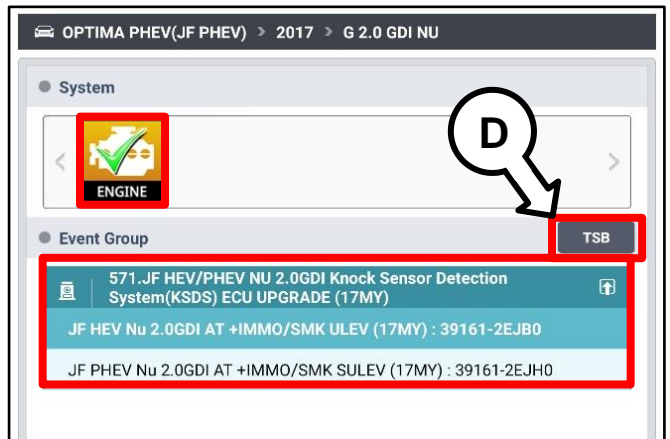 OPTIMA PHEV(JF PHEV) > 2017 > G 2.0 GDI NU
System
D
ENGINE
Event Group
TSB
571.JF HEV/PHEV NU 2.0GDI Knock Sensor Detection
System(KSDS) ECU UPGRADE (17MY)
JF HEV Nu 2.0GDI AT +IMMO/SMK ULEV (17MY) : 39161-2EJB0
JF PHEV Nu 2.0GDI AT +IMMO/SMK SULEV (17MY) : 39161-2EJH0